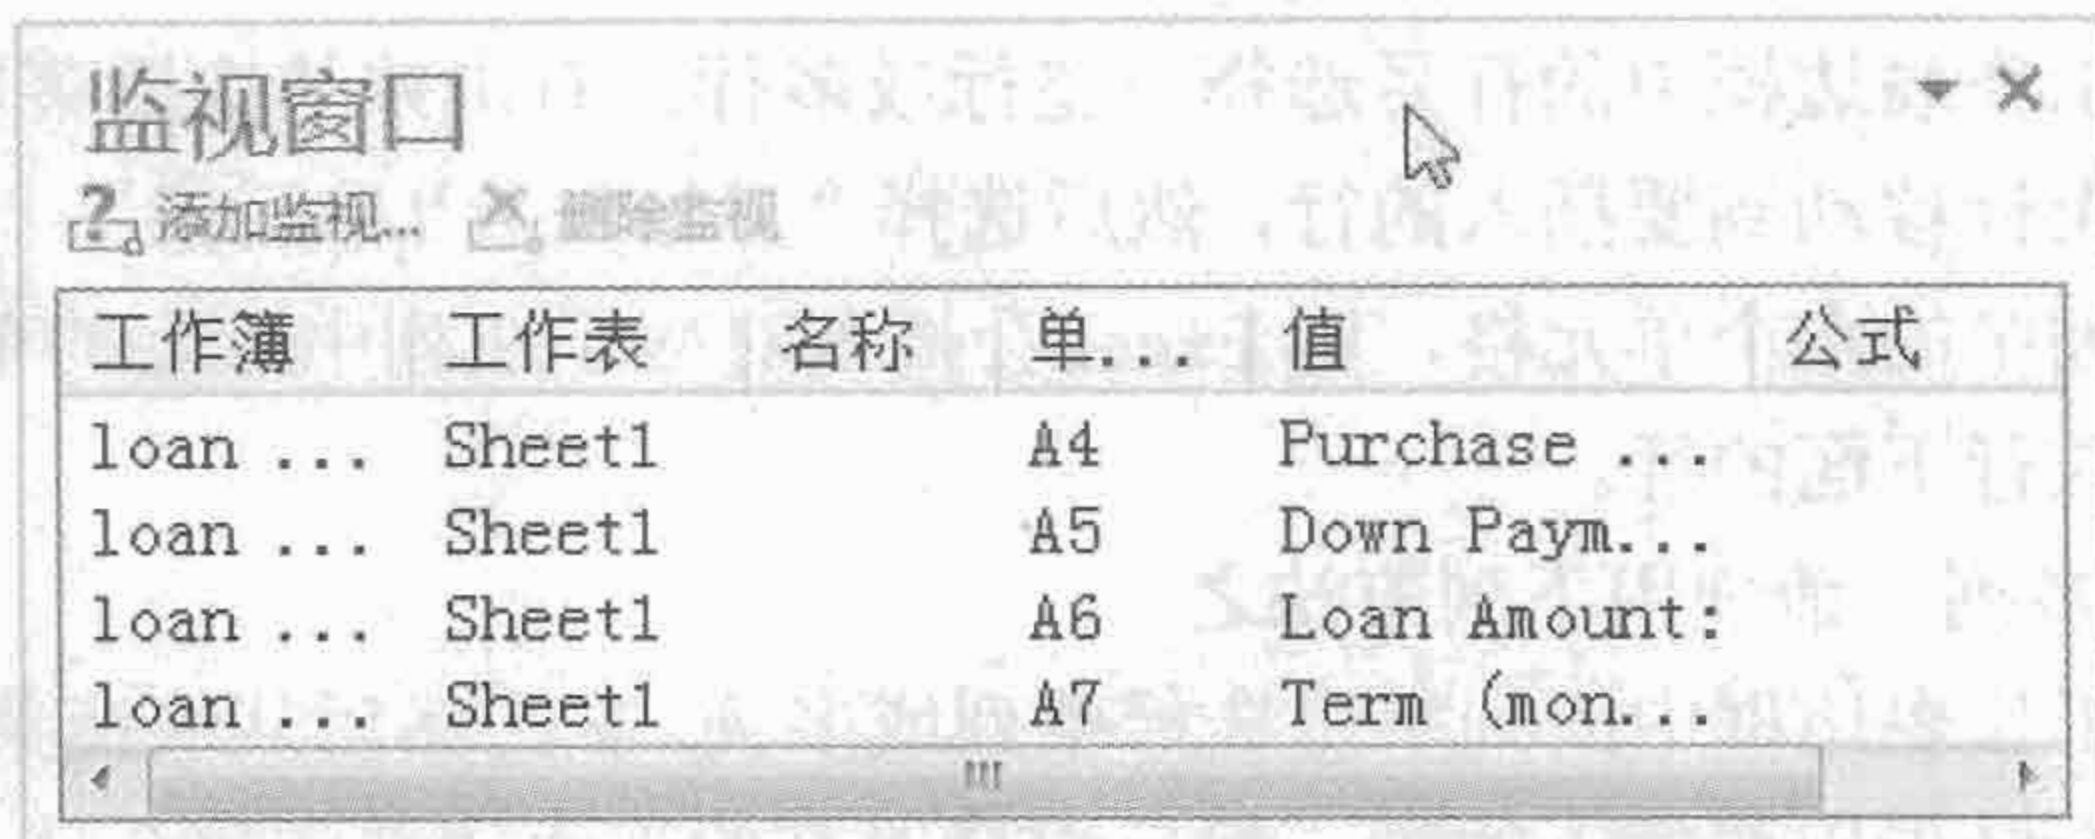 监视窗口
添加监视... 删除监视
工作簿 工作表 名称 单... 值 公式
loan ... Sheet1 A4 Purchase ...
loan ... Sheet1 A5 Down Paym...
loan ... Sheet1 A6 Loan Amount:
loan ... Sheet1 A7 Term (mon...